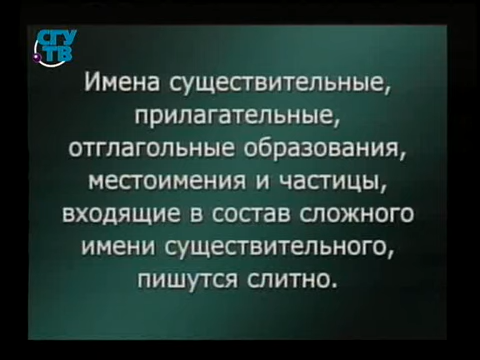 СГУ
ТВ
Имена существительные,
прилагательные,
отглагольные образования,
местоимения и частицы,
входящие в состав сложного
имени существительного,
пишутся слитно.